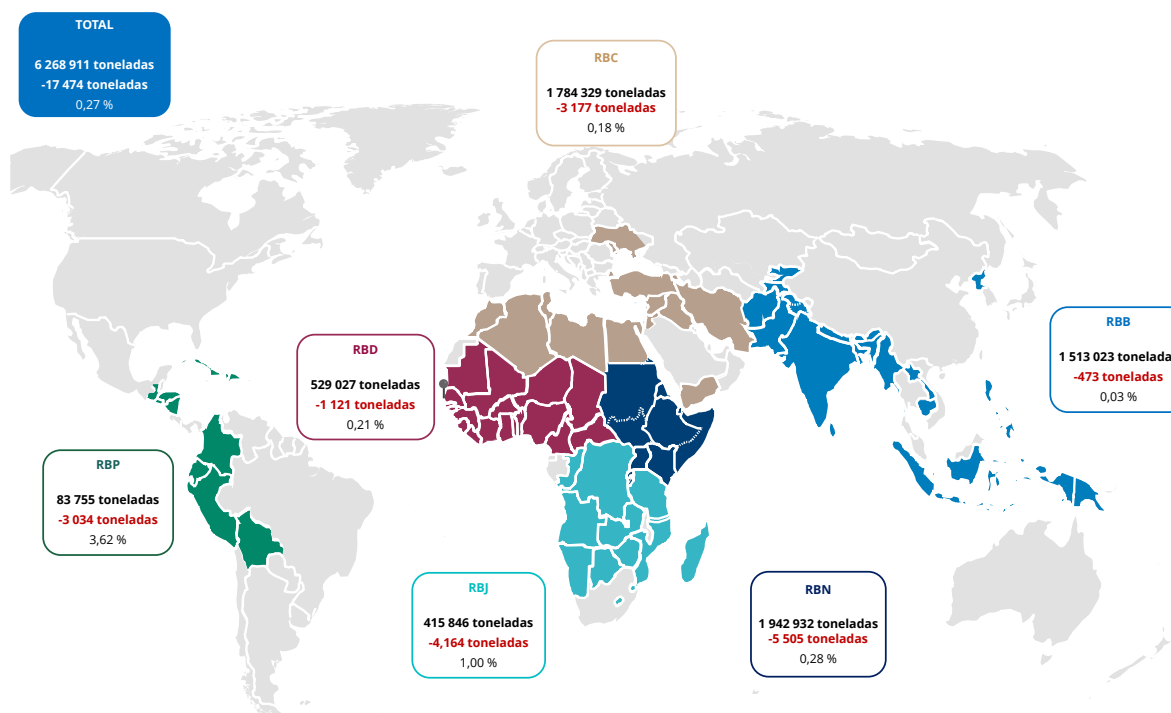 TOTAL
6 268 911 toneladas
-17 474 toneladas
0,27 %
RBC
1 784 329 toneladas
-3 177 toneladas
0,18 %
RBB
1 513 023 tonelada
-473 toneladas
0,03 %
RBD
529 027 toneladas
-1 121 toneladas
0,21 %
RBP
83 755 toneladas
-3 034 toneladas
3,62 %
RBJ
415 846 toneladas
-4,164 toneladas
1,00 %
RBN
1 942 932 toneladas
-5 505 toneladas
0,28 %